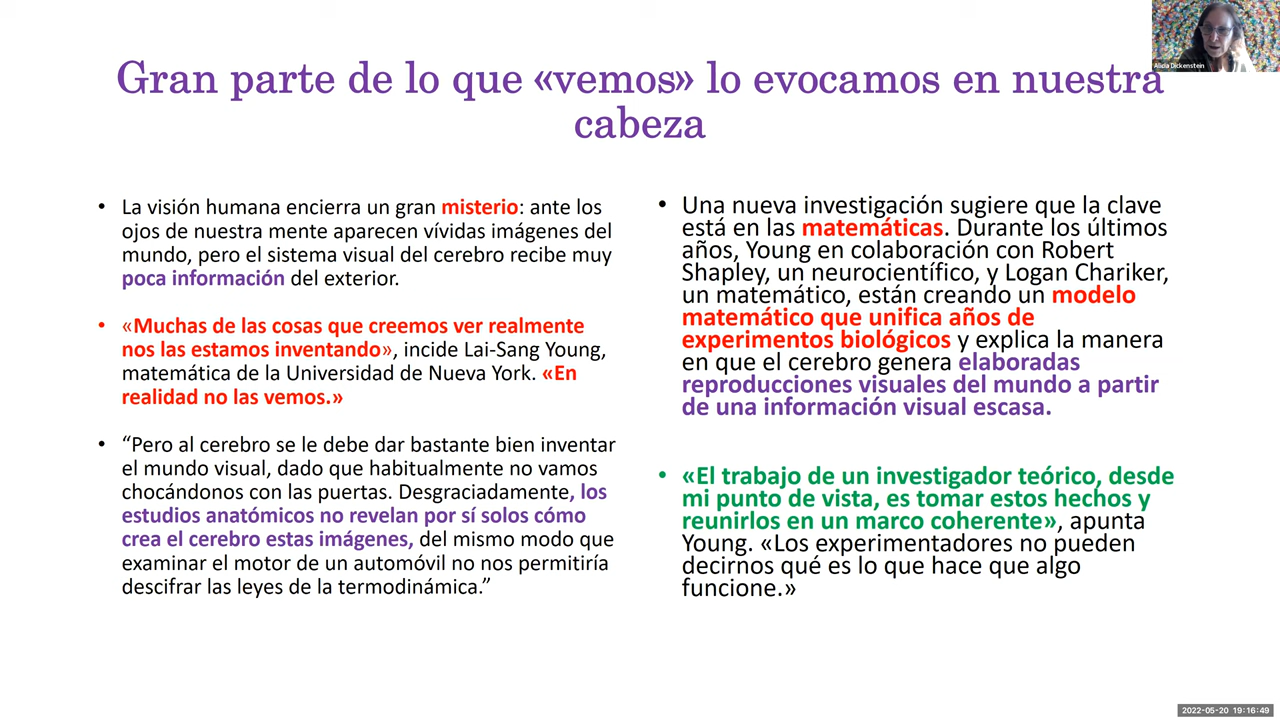 Gran parte de lo que «vemos» lo evocamos en nuestra
cabeza
Alicia Dickenstein
• La visión humana encierra un gran misterio: ante los
ojos de nuestra mente aparecen vívidas imágenes del
mundo, pero el sistema visual del cerebro recibe muy
poca información del exterior.
• «Muchas de las cosas que creemos ver realmente
nos las estamos inventando», incide Lai-Sang Young,
matemática de la Universidad de Nueva York. «En
realidad no las vemos.»
• “Pero al cerebro se le debe dar bastante bien inventar
el mundo visual, dado que habitualmente no vamos
chocándonos con las puertas. Desgraciadamente, los
estudios anatómicos no revelan por sí solos cómo
crea el cerebro estas imágenes, del mismo modo que
examinar el motor de un automóvil no nos permitiría
descifrar las leyes de la termodinámica.”
• Una nueva investigación sugiere que la clave
está en las matemáticas. Durante los últimos
años, Young en colaboración con Robert
Shapley, un neurocientífico, y Logan Chariker,
un matemático, están creando un modelo
matemático que unifica años de
experimentos biológicos y explica la manera
en que el cerebro genera elaboradas
reproducciones visuales del mundo a partir
de una información visual escasa.
• «El trabajo de un investigador teórico, desde
mi punto de vista, es tomar estos hechos y
reunirlos en un marco coherente», apunta
Young. «Los experimentadores no pueden
decirnos qué es lo que hace que algo
funcione.»
2022-05-20 19:16:49